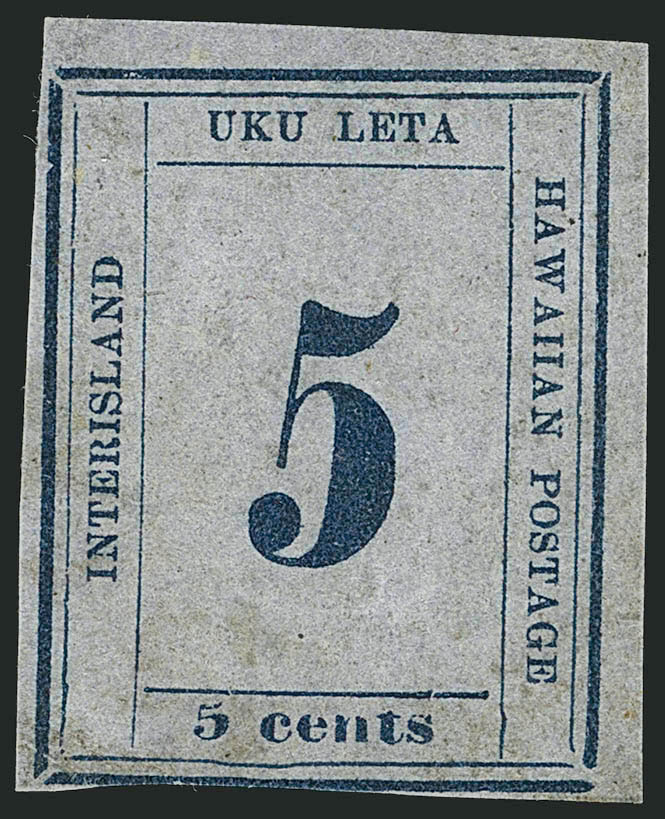 UKU LETA
INTERISLAND
5
HAWAIIAN POSTAGE
5 cents